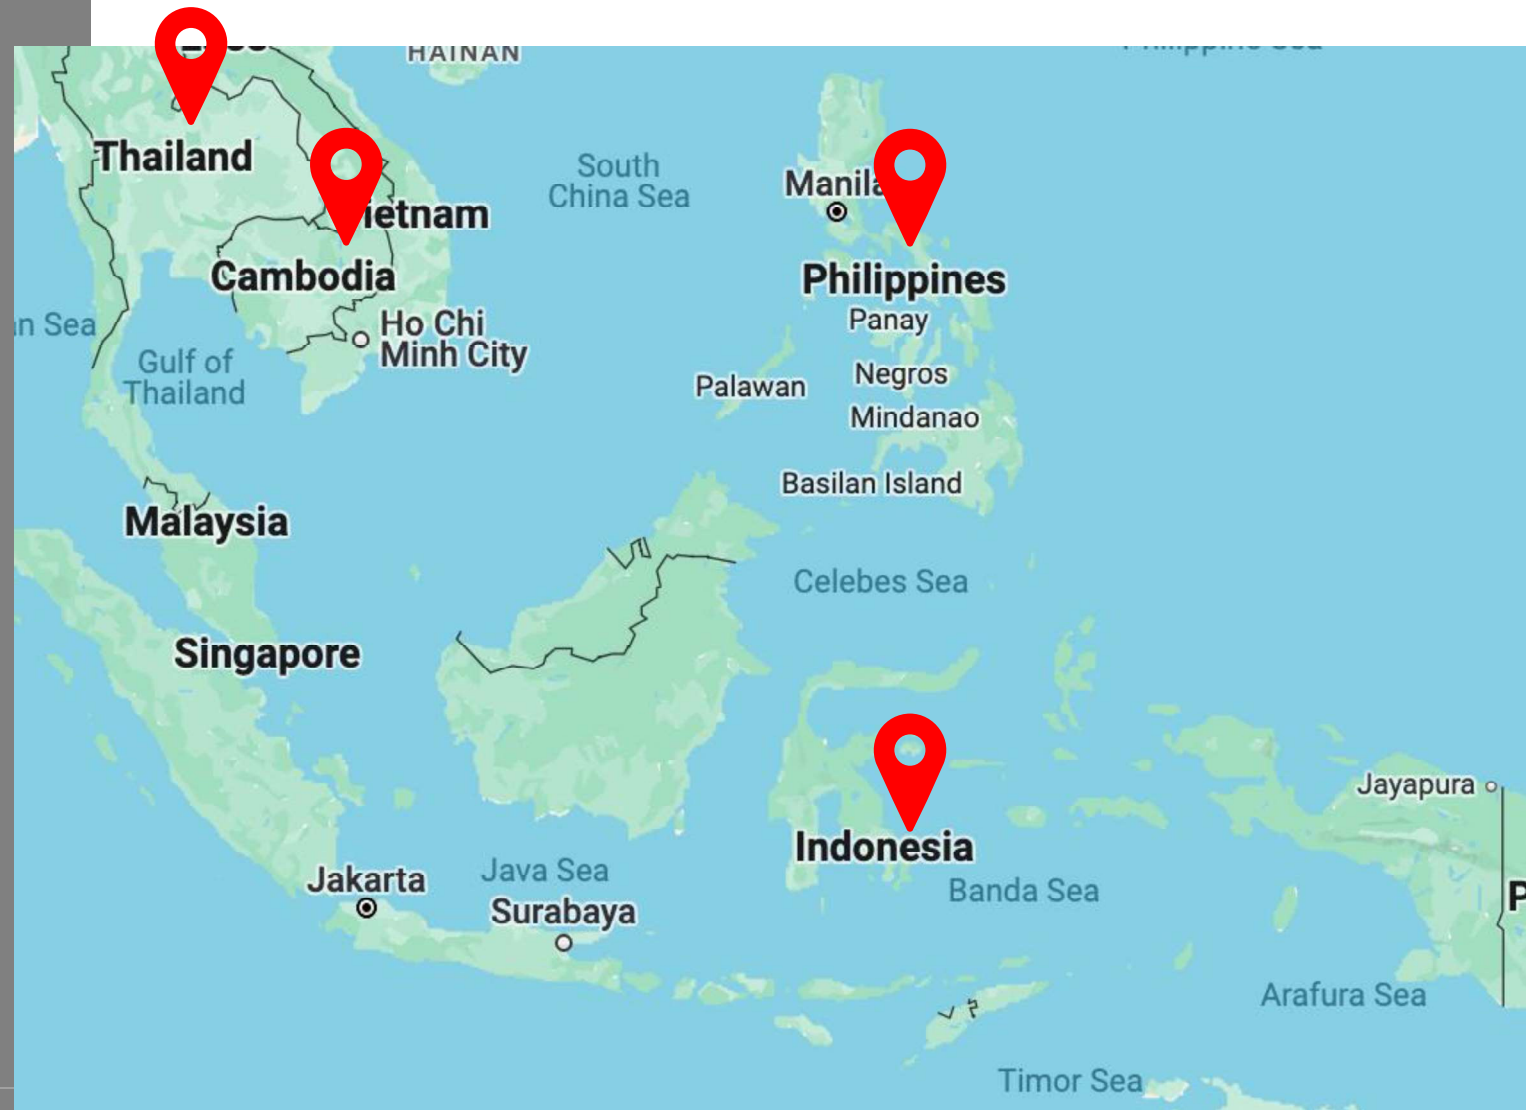 HAINAN
Thailand
South
China Sea
Manila
ietnam
Cambodia
Philippines
Ho Chi
Minh City
n Sea
Panay
Gulf of
Thailand
Palawan
Negros
Mindanao
Basilan Island
Malaysia
Celebes Sea
Singapore
Jayapura
Indonesia
Java Sea
Jakarta
Banda Sea
Surabaya
P
Arafura Sea
Timor Sea